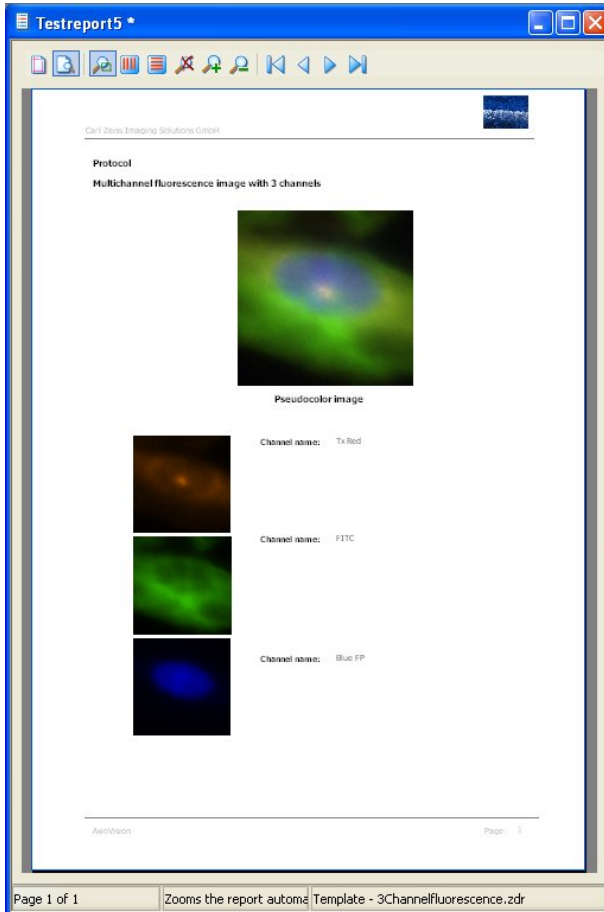 Testreport5 *
Carl Zeiss Imaging Solutions GmbH
Protocol
Multichannel fluorescence image with 3 channels
Pseudocolor image
Channel name: Tx Red
Channel name: FITC
Channel name: Blue FP
AxioVision Page 1
Page 1 of 1 Zooms the report automa Template - 3Channelfluorescence.zdr